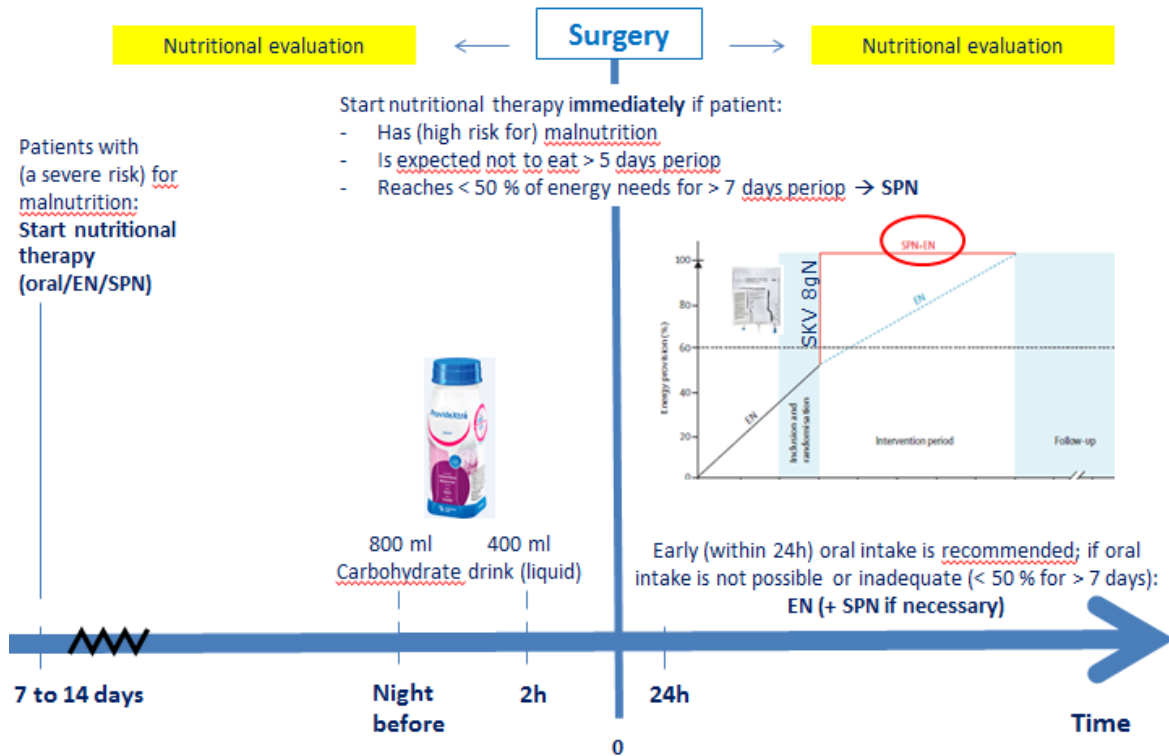 Nutritional evaluation
Surgery
Nutritional evaluation
Start nutritional therapy immediately if patient:
- Has (high risk for) malnutrition
- Is expected not to eat > 5 days periop
- Reaches < 50 % of energy needs for > 7 days periop → SPN
Patients with
(a severe risk) for
malnutrition:
Start nutritional
therapy
(oral/EN/SPN)
SPN+EN
100
80
60
40
20
0
Energy provision (%)
SKV 8gN
EN
EN
Inclusion and
randomisation
Intervention period
Follow-up
ProvideXtra
800 ml
400 ml
Carbohydrate drink (liquid)
Early (within 24h) oral intake is recommended; if oral
intake is not possible or inadequate (< 50 % for > 7 days):
EN (+ SPN if necessary)
7 to 14 days
Night
before
2h
0
24h
Time